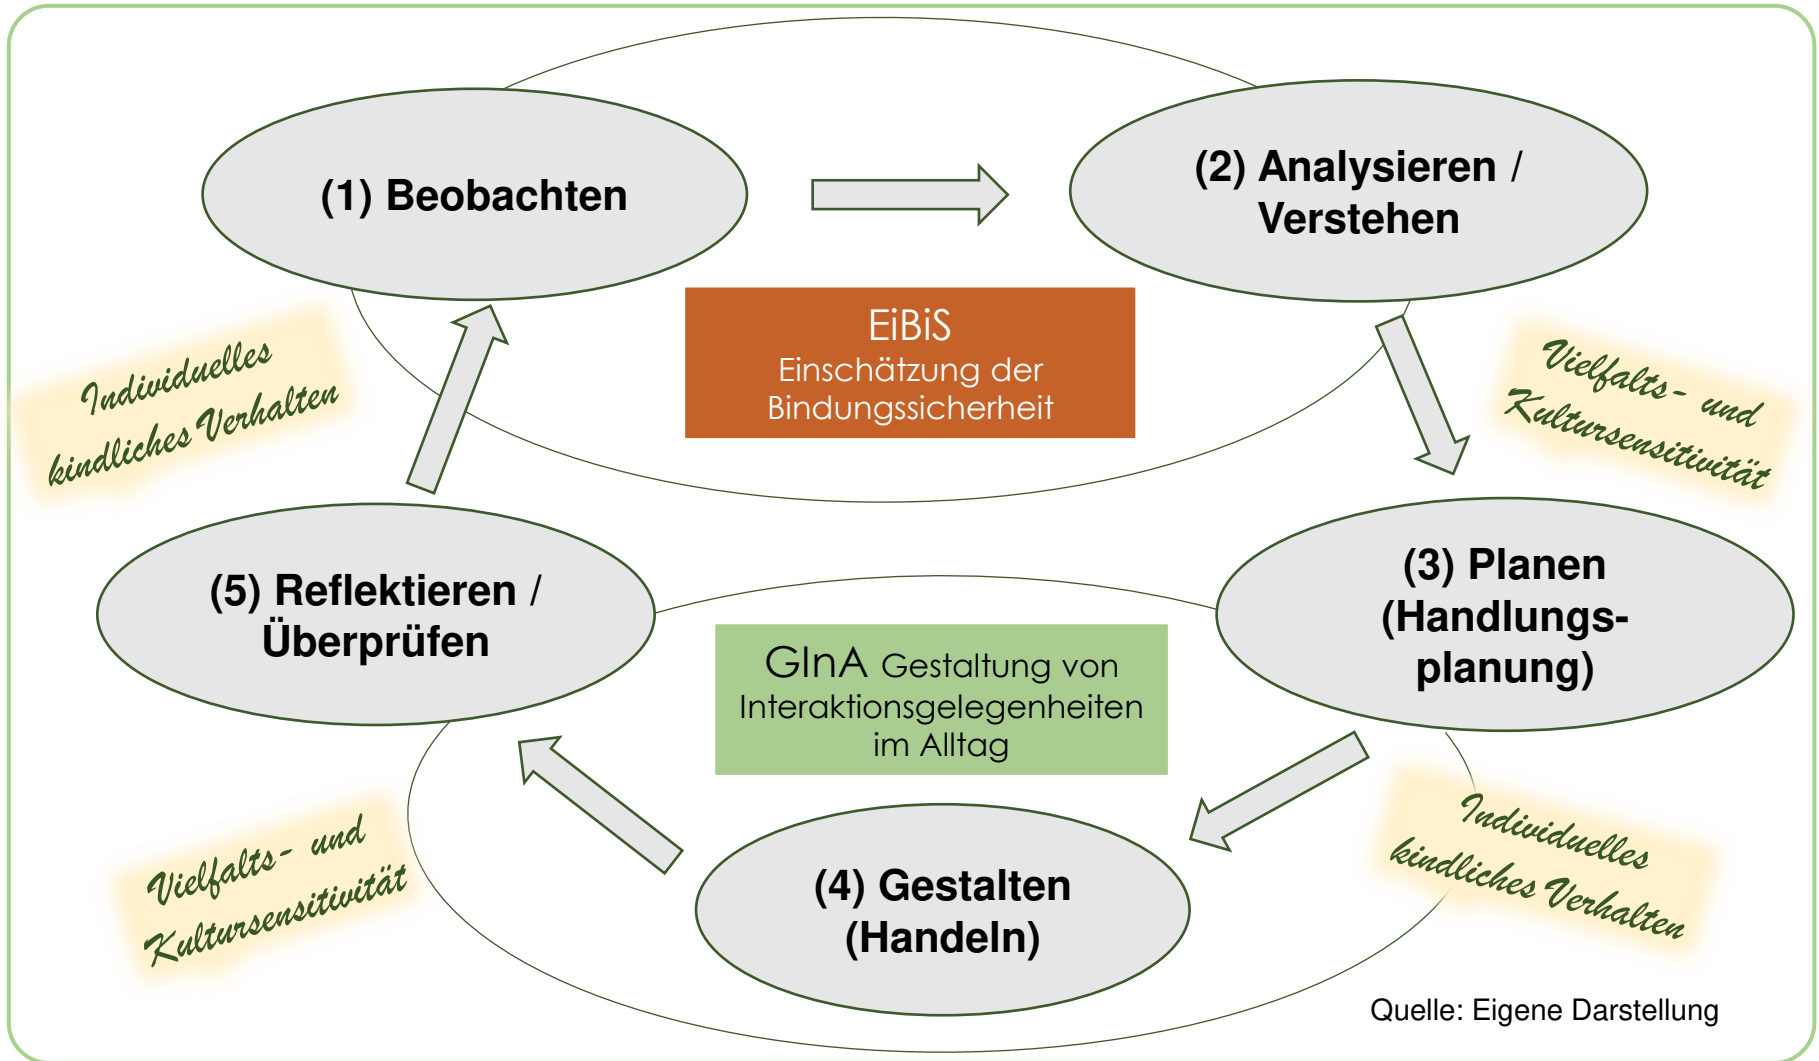 (1) Beobachten
(2) Analysieren /
Verstehen
EiBiS
Einschätzung der
Bindungssicherheit
Individuelles
kindliches Verhalten
Vielfalts- und
Kultursensitivität
(5) Reflektieren /
Überprüfen
(3) Planen
(Handlungs-
planung)
GInA Gestaltung von
Interaktionsgelegenheiten
im Alltag
Vielfalts- und
Kultursensitivität
(4) Gestalten
(Handeln)
Individuelles
kindliches Verhalten
Quelle: Eigene Darstellung